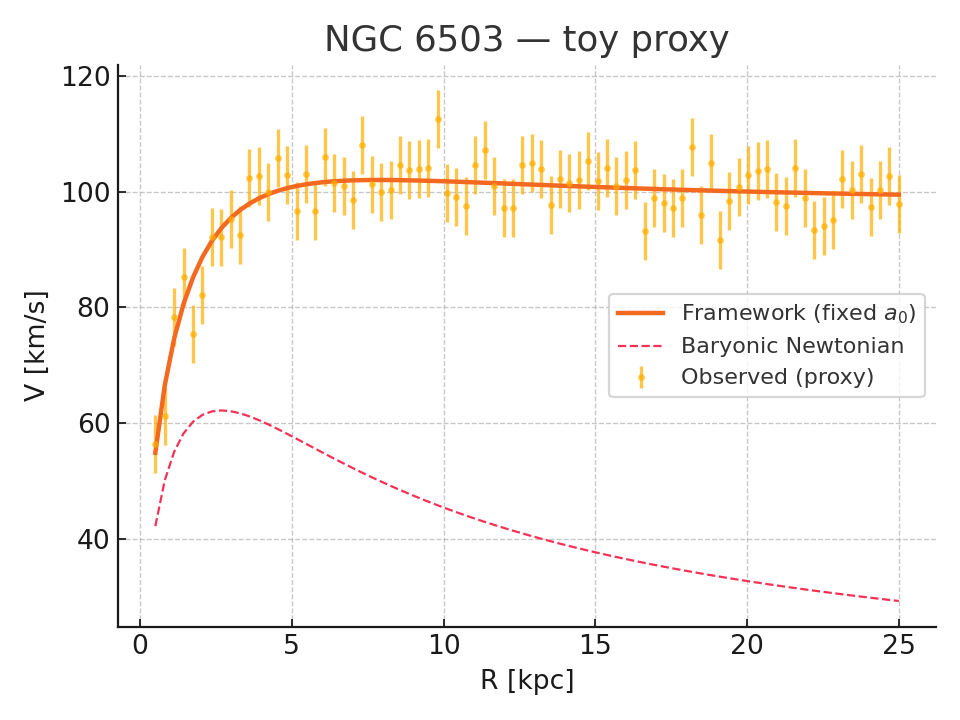 NGC 6503 — toy proxy
120
100
80
60
40
V [km/s]
Framework (fixed a₀)
Baryonic Newtonian
Observed (proxy)
0 5 10 15 20 25
R [kpc]